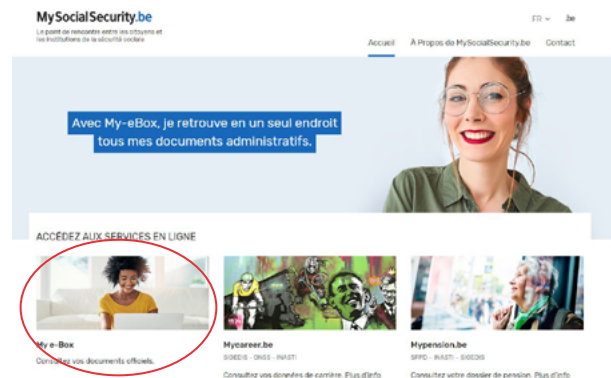 MySocialSecurity.be
Le point de rencontre entre les citoyens et
les institutions de la sécurité sociale
FR .be
Accueil À Propos de MySocialSecurity.be Contact
Avec My-eBox, je retrouve en un seul endroit
tous mes documents administratifs.
ACCÉDEZ AUX SERVICES EN LIGNE
My e-Box
Consultez vos documents officiels.
Mycareer.be
SIGEDIS - ONSS - INASTI
Consultez vos données de carrière. Plus d'info
Mypension.be
SFPD - INASTI - SIGEDIS
Consultez votre dossier de pension. Plus d'info